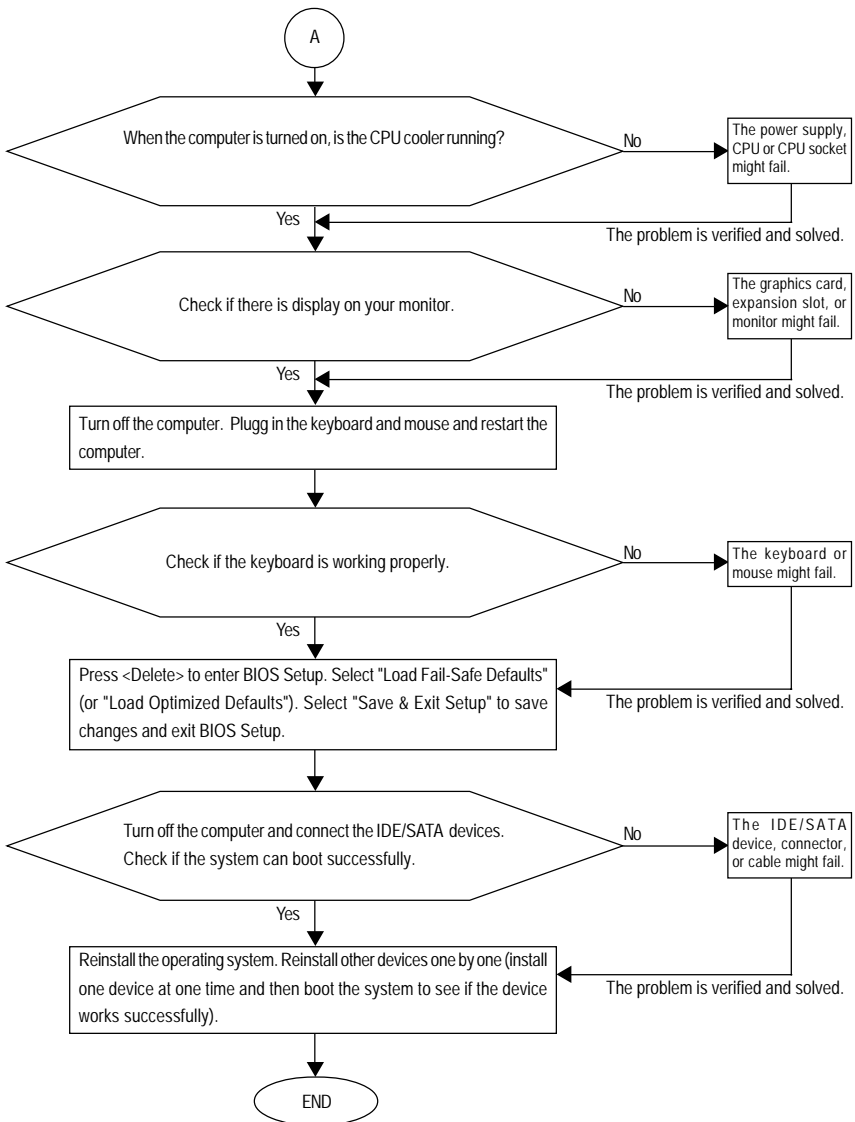 A
When the computer is turned on, is the CPU cooler running?
No
The power supply,
CPU or CPU socket
might fail.
Yes
The problem is verified and solved.
Check if there is display on your monitor.
No
The graphics card,
expansion slot, or
monitor might fail.
Yes
The problem is verified and solved.
Turn off the computer. Plugg in the keyboard and mouse and restart the
computer.
Check if the keyboard is working properly.
No
The keyboard or
mouse might fail.
Yes
Press <Delete> to enter BIOS Setup. Select "Load Fail-Safe Defaults"
(or "Load Optimized Defaults"). Select "Save & Exit Setup" to save
changes and exit BIOS Setup.
The problem is verified and solved.
Turn off the computer and connect the IDE/SATA devices.
Check if the system can boot successfully.
No
The IDE/SATA
device, connector,
or cable might fail.
Yes
Reinstall the operating system. Reinstall other devices one by one (install
one device at one time and then boot the system to see if the device
works successfully).
The problem is verified and solved.
END